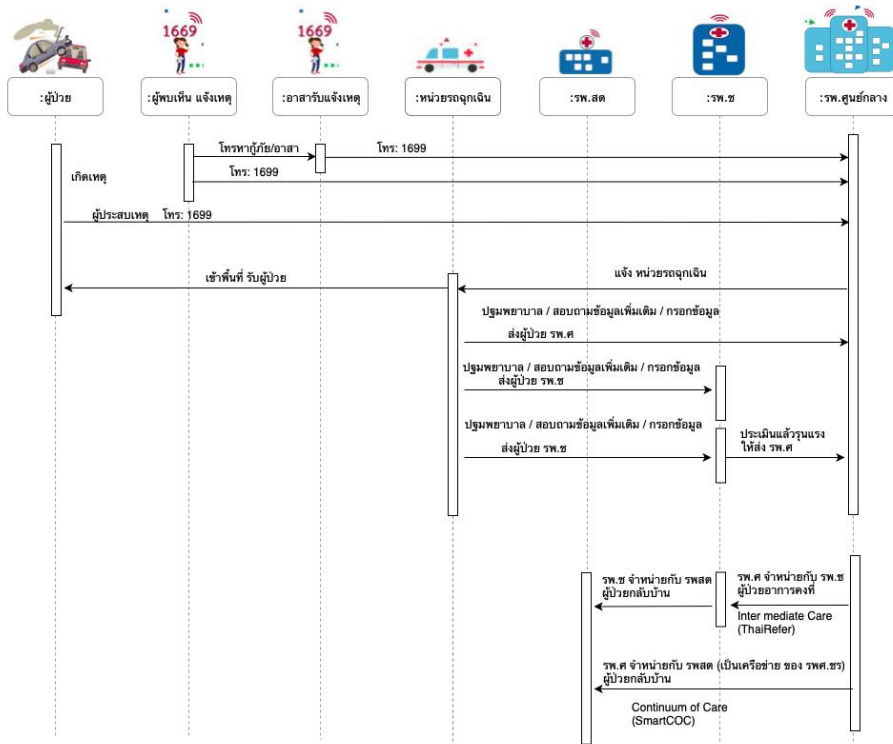 1669
1669
:ผู้ป่วย
:ผู้พบเห็น แจ้งเหตุ
:อาสารับแจ้งเหตุ
:หน่วยรถฉุกเฉิน
:รพ.สต
:รพ.ช
:รพ.ศูนย์กลาง
โทรหากู้ภัย/อาสา
โทร: 1699
เกิดเหตุ
โทร: 1699
ผู้ประสบเหตุ โทร: 1699
เข้าพื้นที่ รับผู้ป่วย
แจ้ง หน่วยรถฉุกเฉิน
ปฐมพยาบาล / สอบถามข้อมูลเพิ่มเติม / กรอกข้อมูล
ส่งผู้ป่วย รพ.ศ
ปฐมพยาบาล / สอบถามข้อมูลเพิ่มเติม / กรอกข้อมูล
ส่งผู้ป่วย รพ.ช
ปฐมพยาบาล / สอบถามข้อมูลเพิ่มเติม / กรอกข้อมูล
ส่งผู้ป่วย รพ.ช
ประเมินแล้วรุนแรง
ให้ส่ง รพ.ศ
รพ.ช จำหน่ายกับ รพสต
ผู้ป่วยกลับบ้าน
รพ.ศ จำหน่ายกับ รพ.ช
ผู้ป่วยอาการคงที่
Inter mediate Care
(ThaiRefer)
รพ.ศ จำหน่ายกับ รพสต (เป็นเครือข่าย ของ รพศ.ชร)
ผู้ป่วยกลับบ้าน
Continuum of Care
(SmartCOC)